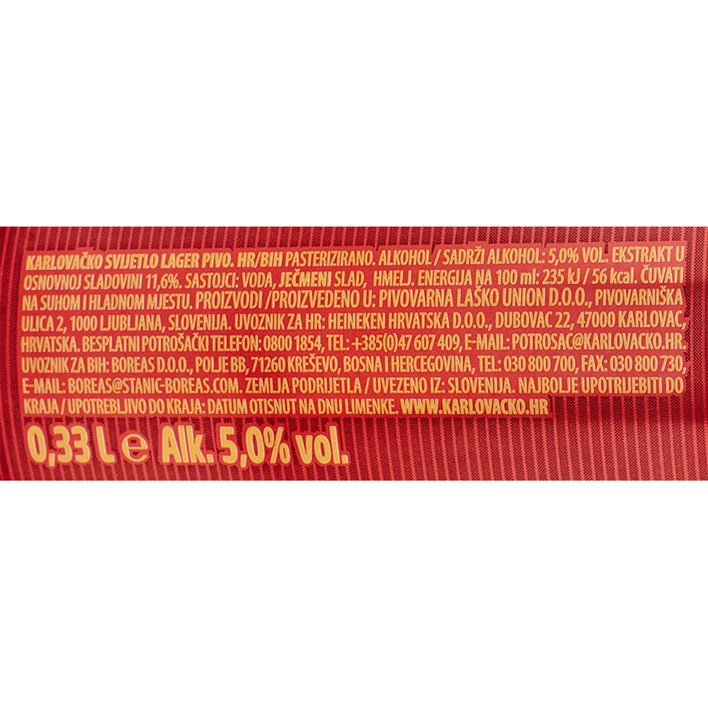 KARLOVAČKO SVIJETLO LAGER PIVO. HR/BIH PASTERIZIRANO. ALKOHOL / SADRŽI ALKOHOL: 5,0% VOL. EKSTRAKT U
OSNOVNOJ SLADOVINI 11,6%. SASTOJCI: VODA, JEČMENI SLAD, HMELJ. ENERGIJA NA 100 ml: 235 kJ / 56 kcal. ČUVATI
NA SUHOM I HLADNOM MJESTU. PROIZVODI /PROIZVEDENO U: PIVOVARNA LAŠKO UNION D.O.O., PIVOVARNIŠKA
ULICA 2, 1000 LJUBLJANA, SLOVENIJA. UVOZNIK ZA HR: HEINEKEN HRVATSKA D.O.O., DUBOVAC 22, 47000 KARLOVAC,
HRVATSKA. BESPLATNI POTROŠAČKI TELEFON: 0800 1854, TEL: +385(0)47 607 409, E-MAIL: POTROSAC@KARLOVACKO.HR.
UVOZNIK ZA BIH: BOREAS D.O.O., POLJE BB, 71260 KREŠEVO, BOSNA I HERCEGOVINA, TEL: 030 800 700, FAX: 030 800 730,
E-MAIL: BOREAS@STANIC-BOREAS.COM. ZEMLJA PODRIJETLA / UVEZENO IZ: SLOVENIJA. NAJBOLJE UPOTRIJEBITI DO
KRAJA / UPOTREBLJIVO DO KRAJA: DATUM OTISNUT NA DNU LIMENKE. WWW.KARLOVACKO.HR
0,33 L e Alk. 5,0% vol.